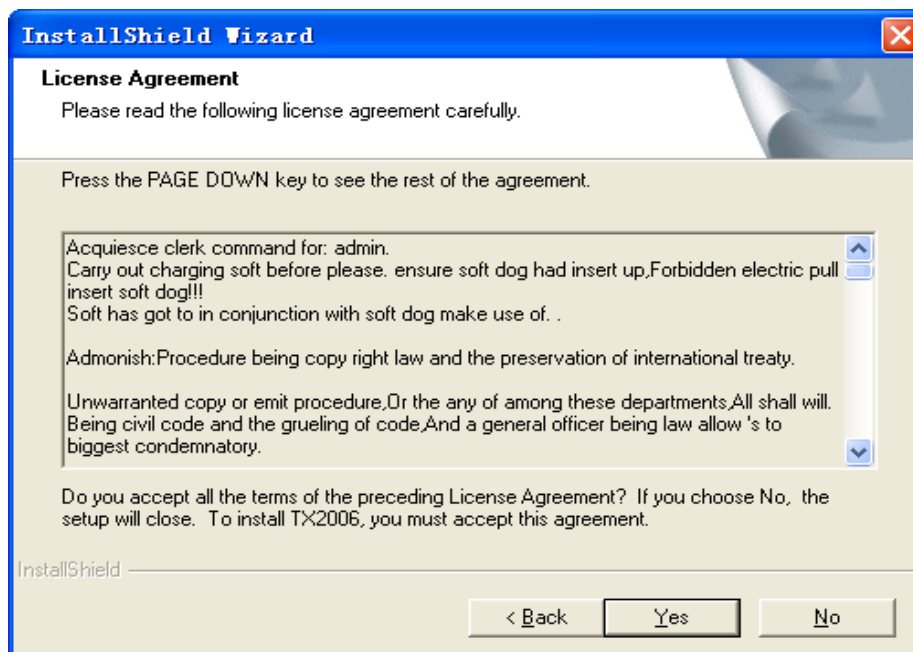 InstallShield Wizard
License Agreement
Please read the following license agreement carefully.
Press the PAGE DOWN key to see the rest of the agreement.
Acquiesce clerk command for: admin.
Carry out charging soft before please. ensure soft dog had insert up,Forbidden electric pull
insert soft dog!!!
Soft has got to in conjunction with soft dog make use of. .
Admonish:Procedure being copy right law and the preservation of international treaty.
Unwarranted copy or emit procedure,Or the any of among these departments,All shall will.
Being civil code and the grueling of code,And a general officer being law allow 's to
biggest condemnatory.
Do you accept all the terms of the preceding License Agreement?  If you choose No,  the
setup will close.  To install TX2006, you must accept this agreement.
InstallShield
< Back
Yes
No